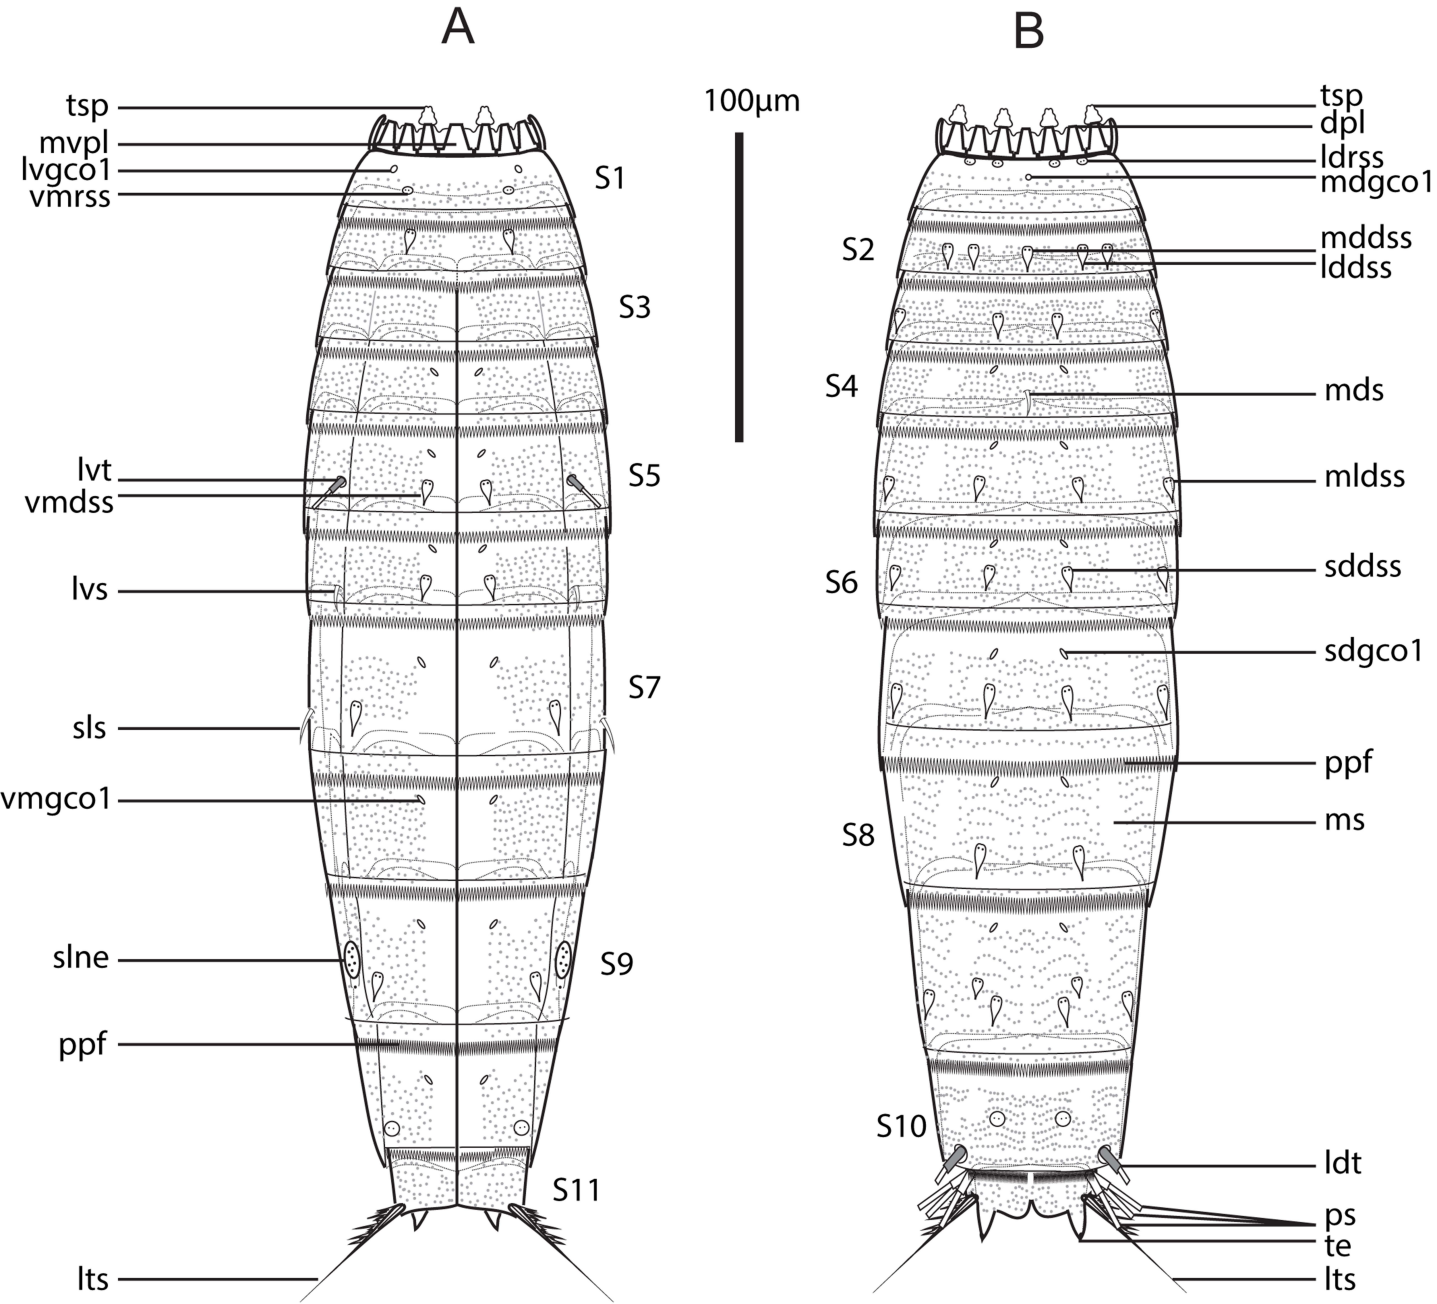 A
B
tsp
mvpl
lvgco1
vmrss
100µm
tsp
dpl
ldrss
mdgco1
S1
S2
mddss
lddss
S3
S4
mds
lvt
vmdss
S5
mldss
lvs
S6
sddss
sdgco1
S7
sls
ppf
vmgco1
S8
ms
slne
S9
ppf
S10
ldt
S11
ps
te
lts
lts